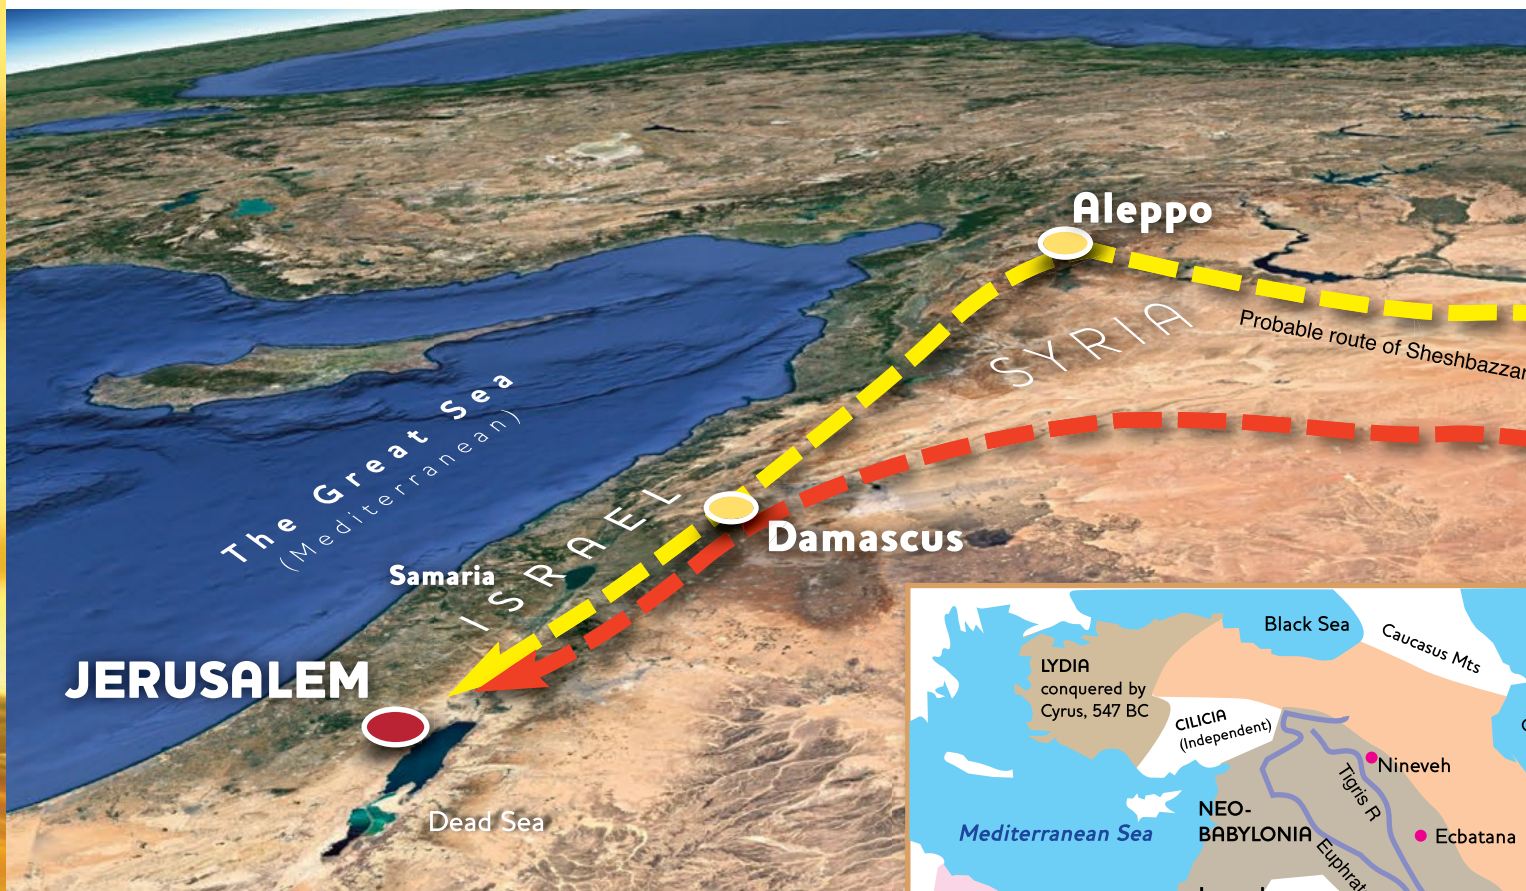 Aleppo
SYRIA
Probable route of Sheshbazzar
The Great Sea
(Mediterranean)
ISRAEL
Damascus
Samaria
JERUSALEM
Dead Sea
Black Sea
Caucasus Mts
LYDIA
conquered by
Cyrus, 547 BC
CILICIA
(Independent)
Nineveh
Tigris R
NEO-
BABYLONIA
Mediterranean Sea
Ecbatana
Euphrat